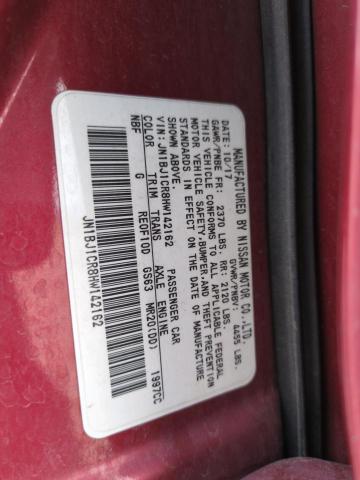 MANUFACTURED BY NISSAN MOTOR CO.,LTD.
DATE: 10/17 GVWR/PNBV: 4455 LBS.
GAWR/PNBE FR: 2370 LBS. RR: 2120 LBS.
THIS VEHICLE CONFORMS TO ALL APPLICABLE FEDERAL
MOTOR VEHICLE SAFETY,BUMPER,AND THEFT PREVENTION
STANDARDS IN EFFECT ON THE DATE OF MANUFACTURE
SHOWN ABOVE.
VIN: JN1BJ1CR8HW142162 PASSENGER CAR
COLOR TRIM TRANS AXLE ENGINE
NBF G RE0F10D GS63 MR20(DD) 1997CC
JN1BJ1CR8HW142162